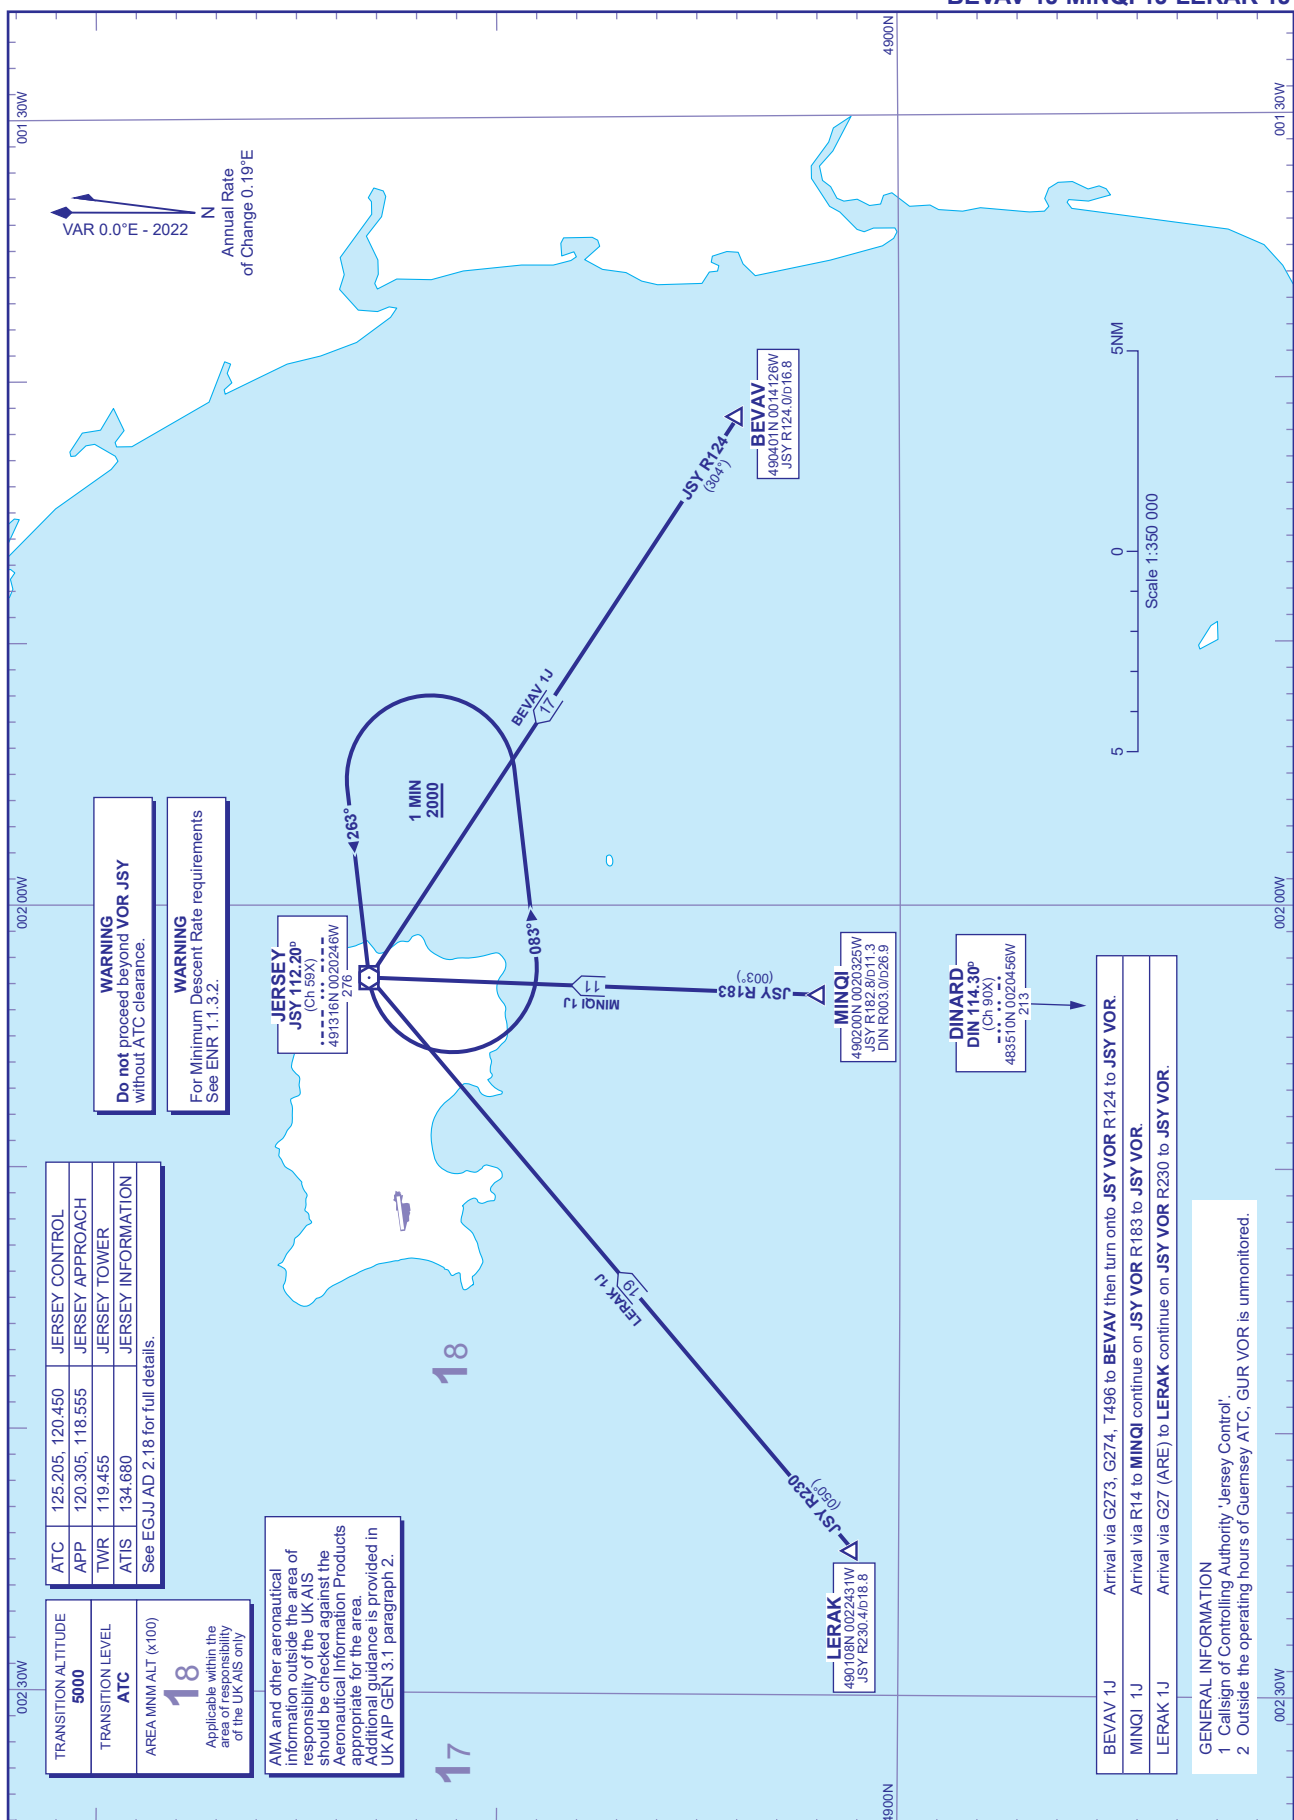 BEVAV 1J MINQI 1J LERAK 1J
TRANSITION ALTITUDE
5000
TRANSITION LEVEL
ATC
AREA MNM ALT (x100)
18
Applicable within the
area of responsibility
of the UK AIS only
ATC 125.205, 120.450 JERSEY CONTROL
APP 120.305, 118.555 JERSEY APPROACH
TWR 119.455 JERSEY TOWER
ATIS 134.680 JERSEY INFORMATION
See EGJJ AD 2.18 for full details.
AMA and other aeronautical
information outside the area of
responsibility of the UK AIS
should be checked against the
Aeronautical Information Products
appropriate for the area.
Additional guidance is provided in
UK AIP GEN 3.1 paragraph 2.
WARNING
Do not proceed beyond VOR JSY
without ATC clearance.
WARNING
For Minimum Descent Rate requirements
See ENR 1.1.3.2.
VAR 0.0°E - 2022
N
Annual Rate
of Change 0.19°E
002 30W
002 00W
001 30W
17
18
JERSEY
JSY 112.20ᴰ
(Ch 59X)
491316N 0020246W
276
263°
1 MIN
2000
083°
BEVAV 1J
17
JSY R124
(304°)
BEVAV
490401N 0014126W
JSY R124.0/D16.8
MINQI 1J
11
JSY R183
(003°)
MINQI
490200N 0020325W
JSY R182.8/D11.3
DIN R003.0/D26.9
LERAK 1J
19
JSY R230
(050°)
LERAK
490108N 0022431W
JSY R230.4/D18.8
4900N
4900N
DINARD
DIN 114.30ᴰ
(Ch 90X)
483510N 0020456W
213
5 0 5NM
Scale 1:350 000
BEVAV 1J Arrival via G273, G274, T496 to BEVAV then turn onto JSY VOR R124 to JSY VOR.
MINQI 1J Arrival via R14 to MINQI continue on JSY VOR R183 to JSY VOR.
LERAK 1J Arrival via G27 (ARE) to LERAK continue on JSY VOR R230 to JSY VOR.
GENERAL INFORMATION
1 Callsign of Controlling Authority 'Jersey Control'.
2 Outside the operating hours of Guernsey ATC, GUR VOR is unmonitored.
002 30W
002 00W
001 30W